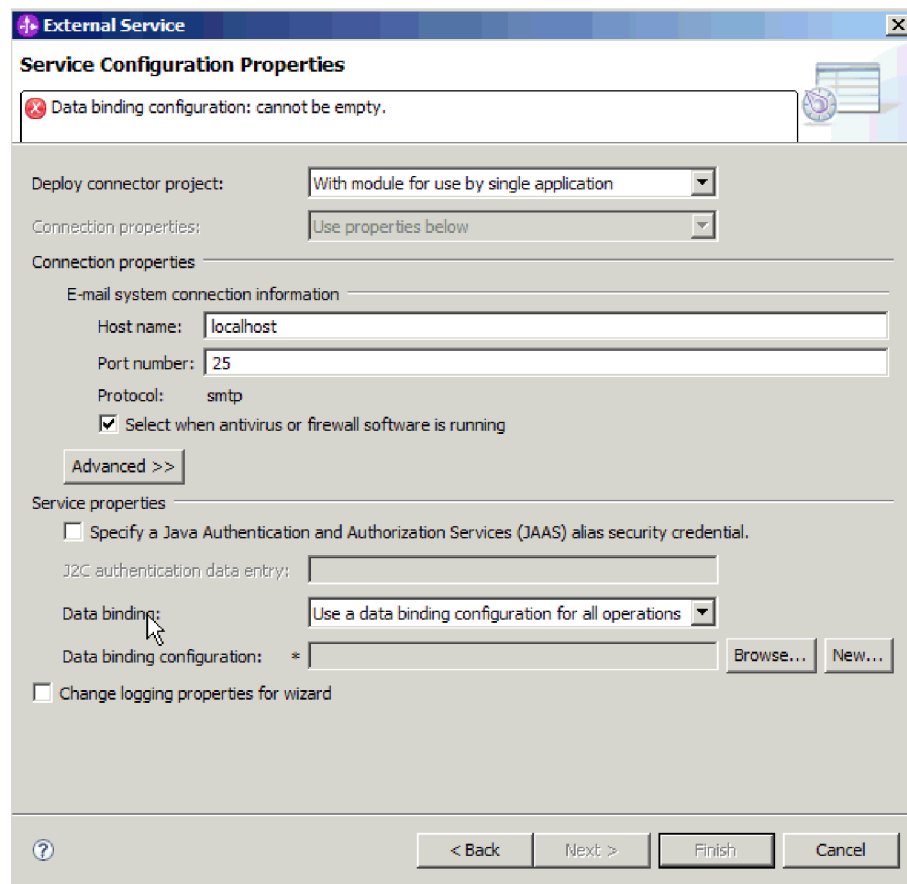 External Service
Service Configuration Properties
Data binding configuration: cannot be empty.
Deploy connector project: With module for use by single application
Connection properties: Use properties below
Connection properties
E-mail system connection information
Host name: localhost
Port number: 25
Protocol: smtp
Select when antivirus or firewall software is running
Advanced >>
Service properties
Specify a Java Authentication and Authorization Services (JAAS) alias security credential.
J2C authentication data entry:
Data binding: Use a data binding configuration for all operations
Data binding configuration: * Browse... New...
Change logging properties for wizard
? < Back Next > Finish Cancel